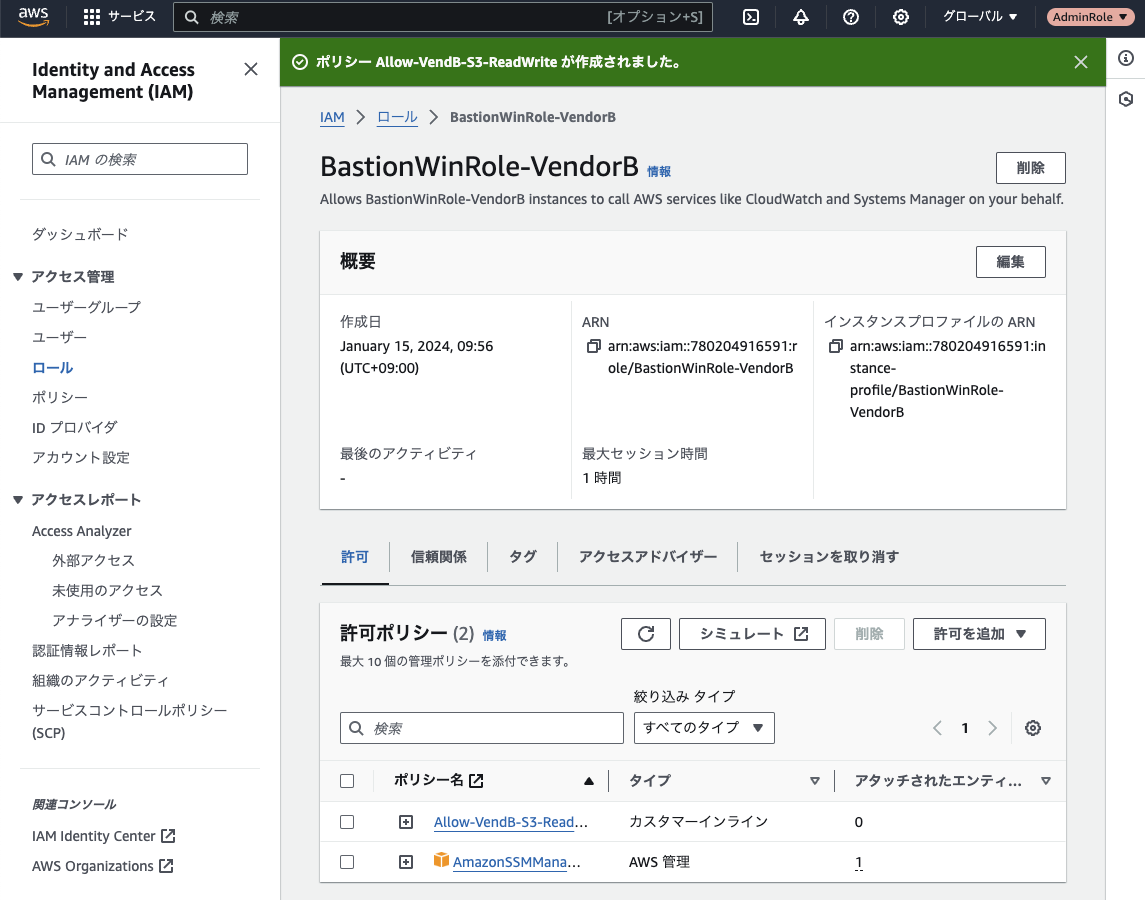 aws
サービス
検索
[オプション+S]
グローバル
AdminRole
Identity and Access
Management (IAM)
IAM の検索
ダッシュボード
アクセス管理
ユーザーグループ
ユーザー
ロール
ポリシー
ID プロバイダ
アカウント設定
アクセスレポート
Access Analyzer
外部アクセス
未使用のアクセス
アナライザーの設定
認証情報レポート
組織のアクティビティ
サービスコントロールポリシー
(SCP)
関連コンソール
IAM Identity Center
AWS Organizations
ポリシー Allow-VendB-S3-ReadWrite が作成されました。
IAM
ロール
BastionWinRole-VendorB
BastionWinRole-VendorB 情報
削除
Allows BastionWinRole-VendorB instances to call AWS services like CloudWatch and Systems Manager on your behalf.
概要
編集
作成日
January 15, 2024, 09:56
(UTC+09:00)
ARN
arn:aws:iam::780204916591:r
ole/BastionWinRole-VendorB
インスタンスプロファイルの ARN
arn:aws:iam::780204916591:in
stance-
profile/BastionWinRole-
VendorB
最後のアクティビティ
-
最大セッション時間
1 時間
許可
信頼関係
タグ
アクセスアドバイザー
セッションを取り消す
許可ポリシー (2) 情報
シミュレート
削除
許可を追加
最大 10 個の管理ポリシーを添付できます。
絞り込み タイプ
検索
すべてのタイプ
1
ポリシー名
タイプ
アタッチされたエンティ...
Allow-VendB-S3-Read...
カスタマーインライン
0
AmazonSSMMana...
AWS 管理
1